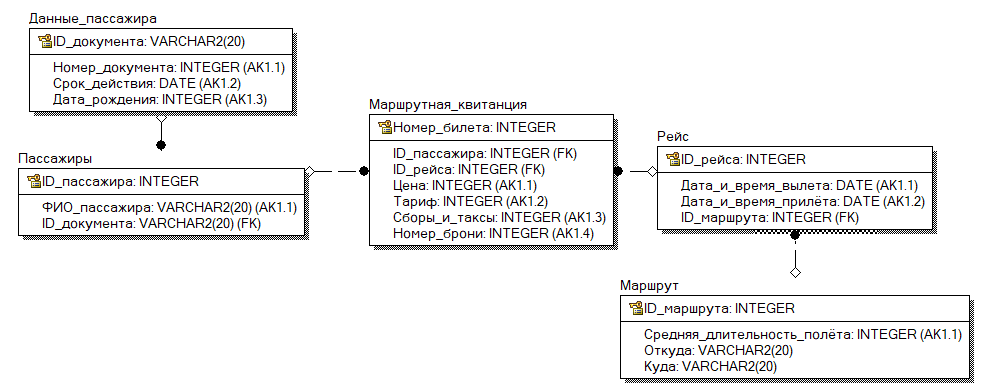 Данные_пассажира
ID_документа: VARCHAR2(20)
Номер_документа: INTEGER (AK1.1)
Срок_действия: DATE (AK1.2)
Дата_рождения: INTEGER (AK1.3)
Пассажиры
ID_пассажира: INTEGER
ФИО_пассажира: VARCHAR2(20) (AK1.1)
ID_документа: VARCHAR2(20) (FK)
Маршрутная_квитанция
Номер_билета: INTEGER
ID_пассажира: INTEGER (FK)
ID_рейса: INTEGER (FK)
Цена: INTEGER (AK1.1)
Тариф: INTEGER (AK1.2)
Сборы_и_таксы: INTEGER (AK1.3)
Номер_брони: INTEGER (AK1.4)
Рейс
ID_рейса: INTEGER
Дата_и_время_вылета: DATE (AK1.1)
Дата_и_время_прилёта: DATE (AK1.2)
ID_маршрута: INTEGER (FK)
Маршрут
ID_маршрута: INTEGER
Средняя_длительность_полёта: INTEGER (AK1.1)
Откуда: VARCHAR2(20)
Куда: VARCHAR2(20)